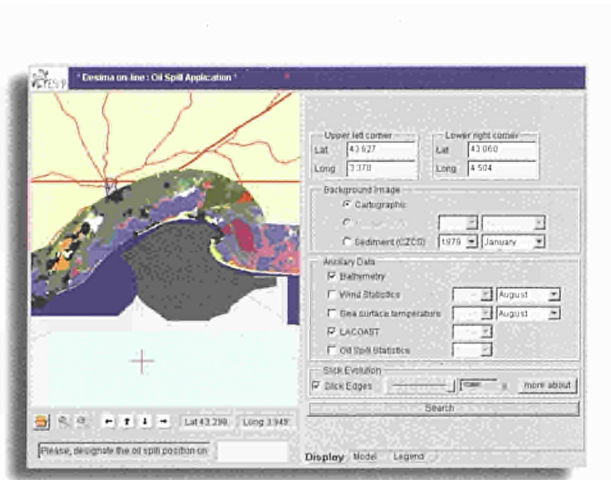 " Desima on-line : Oil Spill Application "
Upper left corner
Lower right corner
Lat 43.627
Lat 43.060
Long 3.370
Long 4.504
Background Image
Cartographic
Sediment (CZCS) 1979 January
Ancillary Data
Bathymetry
Wind Statistics August
Sea surface temperature August
LACOAST
Oil Spill Statistics
Slick Evolution
Slick Edges more about
Search
Lat 43.298 Long 3.949
Please, designate the oil spill position on
Display Model Legend